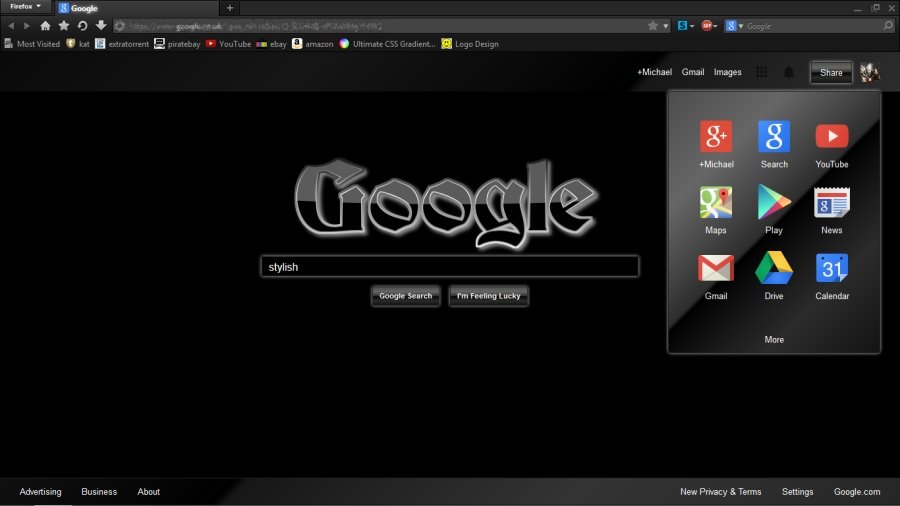 Firefox
Google
google
Google
Most Visited kat extratorrent piratebay YouTube ebay amazon Ultimate CSS Gradient... Logo Design
+Michael Gmail Images Share
Google
stylish
Google Search I'm Feeling Lucky
+Michael Search YouTube
Maps Play News
31
Gmail Drive Calendar
More
Advertising Business About New Privacy & Terms Settings Google.com